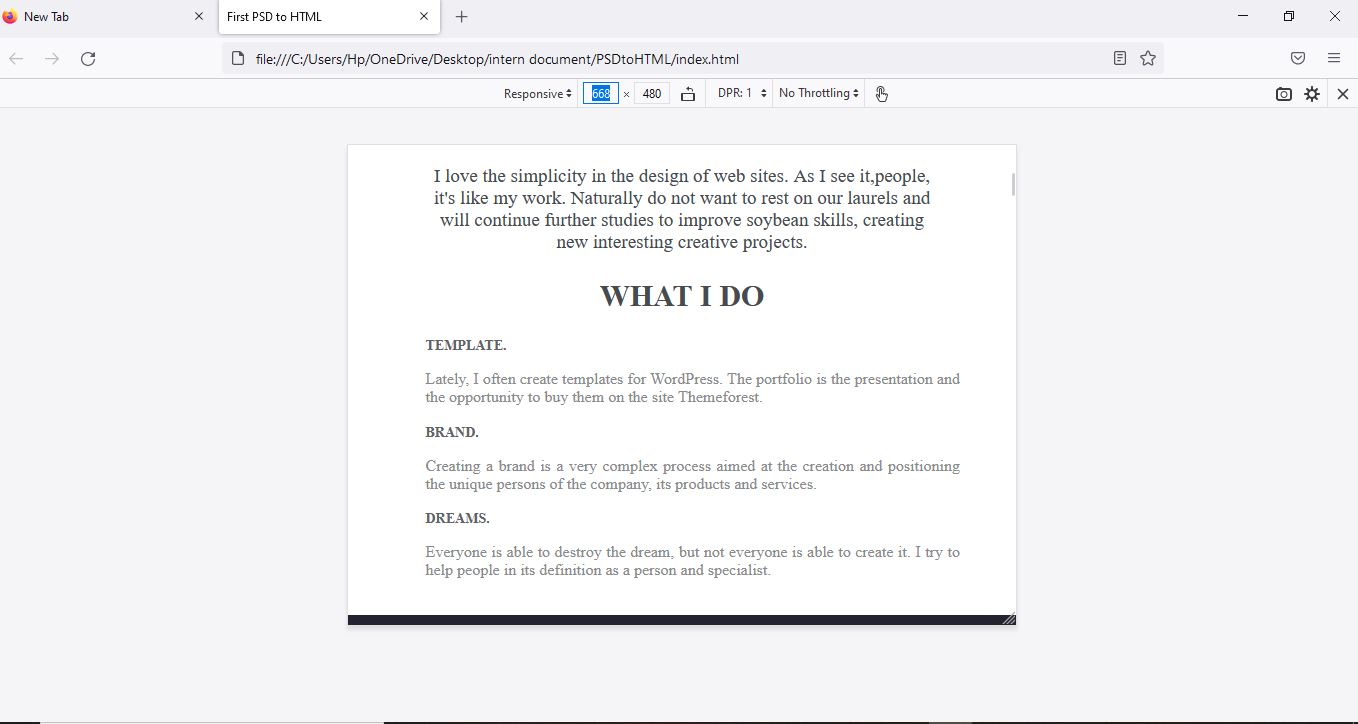 New Tab
First PSD to HTML
file:///C:/Users/Hp/OneDrive/Desktop/intern document/PSDtoHTML/index.html
Responsive 668 × 480 DPR: 1 No Throttling
I love the simplicity in the design of web sites. As I see it,people,
it's like my work. Naturally do not want to rest on our laurels and
will continue further studies to improve soybean skills, creating
new interesting creative projects.
WHAT I DO
TEMPLATE.
Lately, I often create templates for WordPress. The portfolio is the presentation and
the opportunity to buy them on the site Themeforest.
BRAND.
Creating a brand is a very complex process aimed at the creation and positioning
the unique persons of the company, its products and services.
DREAMS.
Everyone is able to destroy the dream, but not everyone is able to create it. I try to
help people in its definition as a person and specialist.